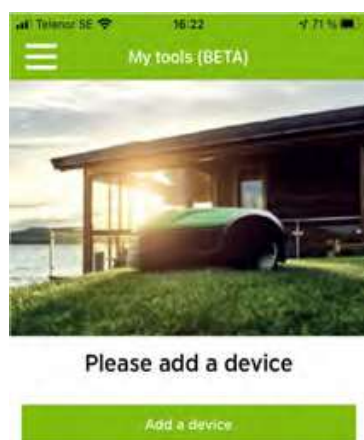 Telenor SE 16:22 71 %
My tools (BETA)
Please add a device
Add a device